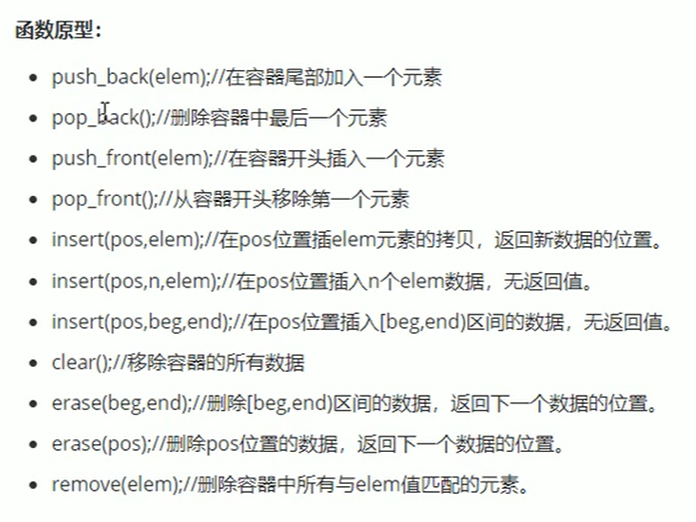 函数原型：
push_back(elem);//在容器尾部加入一个元素
pop_back();//删除容器中最后一个元素
push_front(elem);//在容器开头插入一个元素
pop_front();//从容器开头移除第一个元素
insert(pos,elem);//在pos位置插elem元素的拷贝，返回新数据的位置。
insert(pos,n,elem);//在pos位置插入n个elem数据，无返回值。
insert(pos,beg,end);//在pos位置插入[beg,end)区间的数据，无返回值。
clear();//移除容器的所有数据
erase(beg,end);//删除[beg,end)区间的数据，返回下一个数据的位置。
erase(pos);//删除pos位置的数据，返回下一个数据的位置。
remove(elem);//删除容器中所有与elem值匹配的元素。